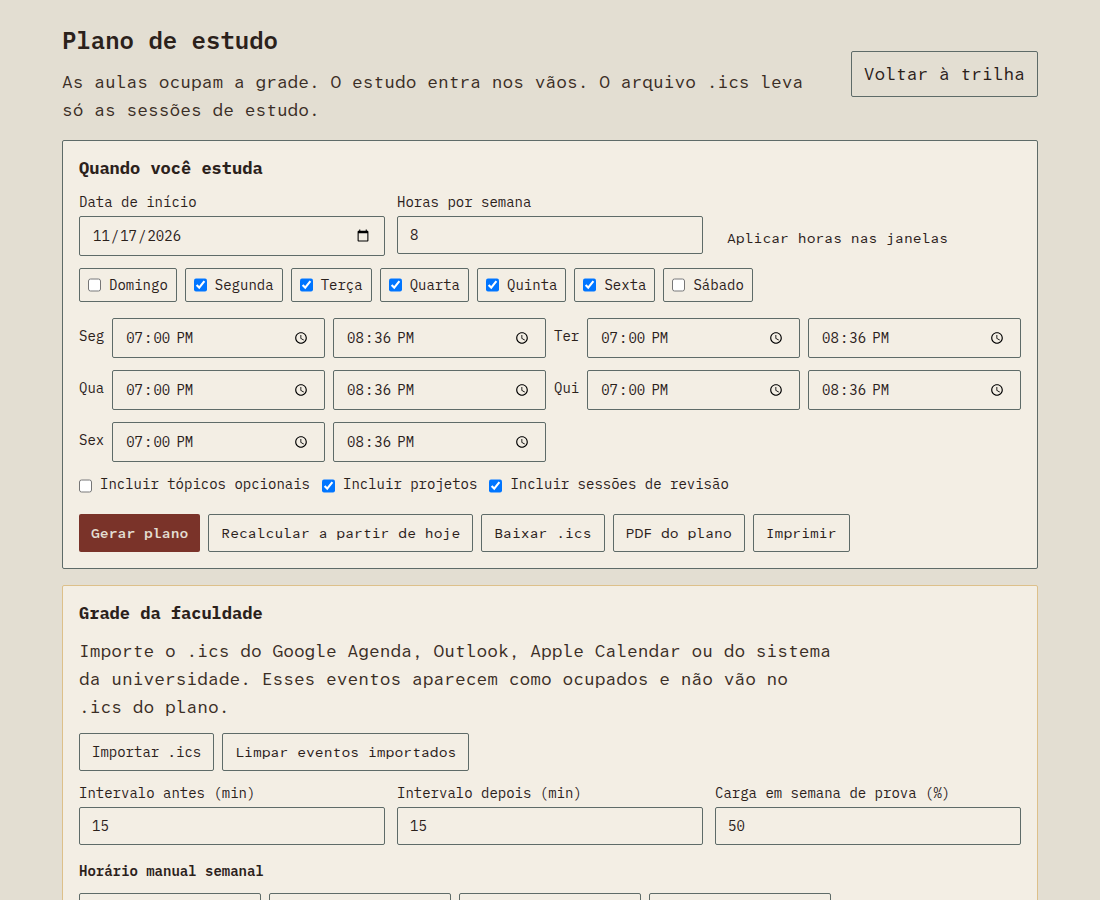 Plano de estudo
As aulas ocupam a grade. O estudo entra nos vãos. O arquivo .ics leva
só as sessões de estudo.
Voltar à trilha
Quando você estuda
Data de início
Horas por semana
11/17/2026
8
Aplicar horas nas janelas
Domingo Segunda Terça Quarta Quinta Sexta Sábado
Seg 07:00 PM 08:36 PM Ter 07:00 PM 08:36 PM
Qua 07:00 PM 08:36 PM Qui 07:00 PM 08:36 PM
Sex 07:00 PM 08:36 PM
Incluir tópicos opcionais Incluir projetos Incluir sessões de revisão
Gerar plano Recalcular a partir de hoje Baixar .ics PDF do plano Imprimir
Grade da faculdade
Importe o .ics do Google Agenda, Outlook, Apple Calendar ou do sistema
da universidade. Esses eventos aparecem como ocupados e não vão no
.ics do plano.
Importar .ics Limpar eventos importados
Intervalo antes (min) Intervalo depois (min) Carga em semana de prova (%)
15 15 50
Horário manual semanal